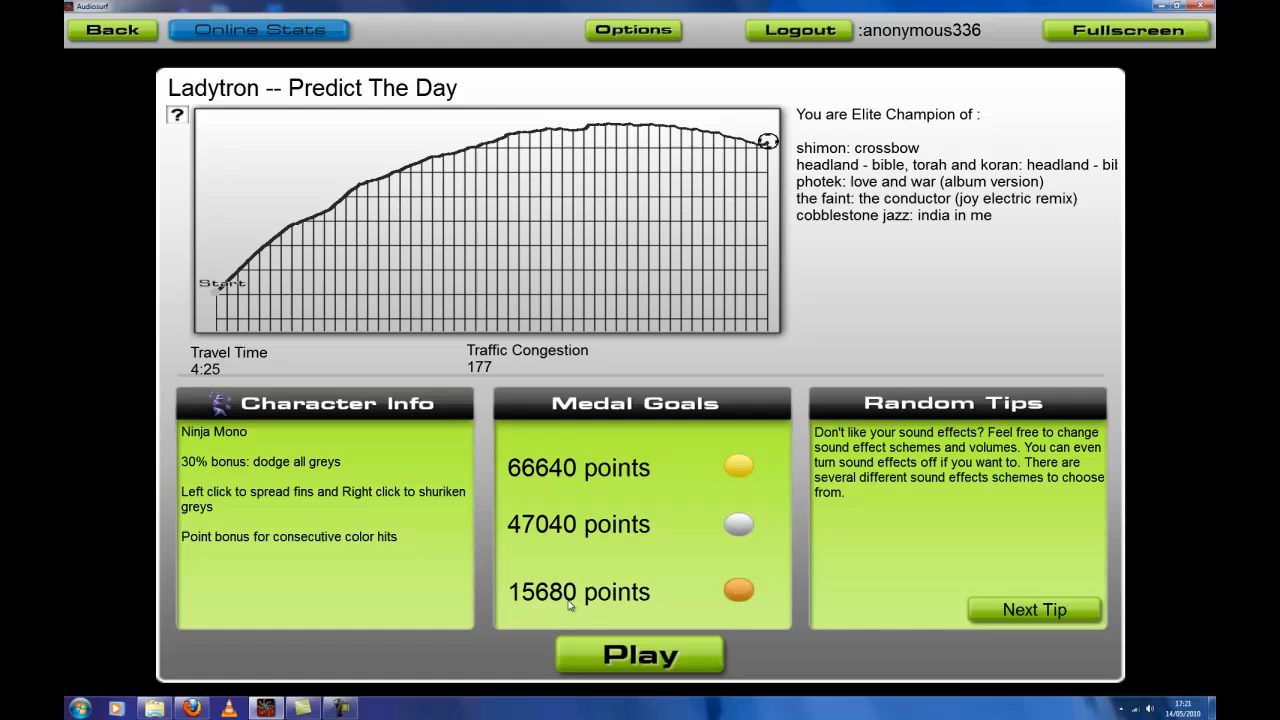 Audiosurf
Back
Online Stats
Options
Logout
:anonymous336
Fullscreen
Ladytron -- Predict The Day
?
Start
You are Elite Champion of :
shimon: crossbow
headland - bible, torah and koran: headland - bil
photek: love and war (album version)
the faint: the conductor (joy electric remix)
cobblestone jazz: india in me
Travel Time
4:25
Traffic Congestion
177
Character Info
Ninja Mono
30% bonus: dodge all greys
Left click to spread fins and Right click to shuriken
greys
Point bonus for consecutive color hits
Medal Goals
66640 points
47040 points
15680 points
Random Tips
Don't like your sound effects? Feel free to change
sound effect schemes and volumes. You can even
turn sound effects off if you want to. There are
several different sound effects schemes to choose
from.
Next Tip
Play
17:21
14/05/2010